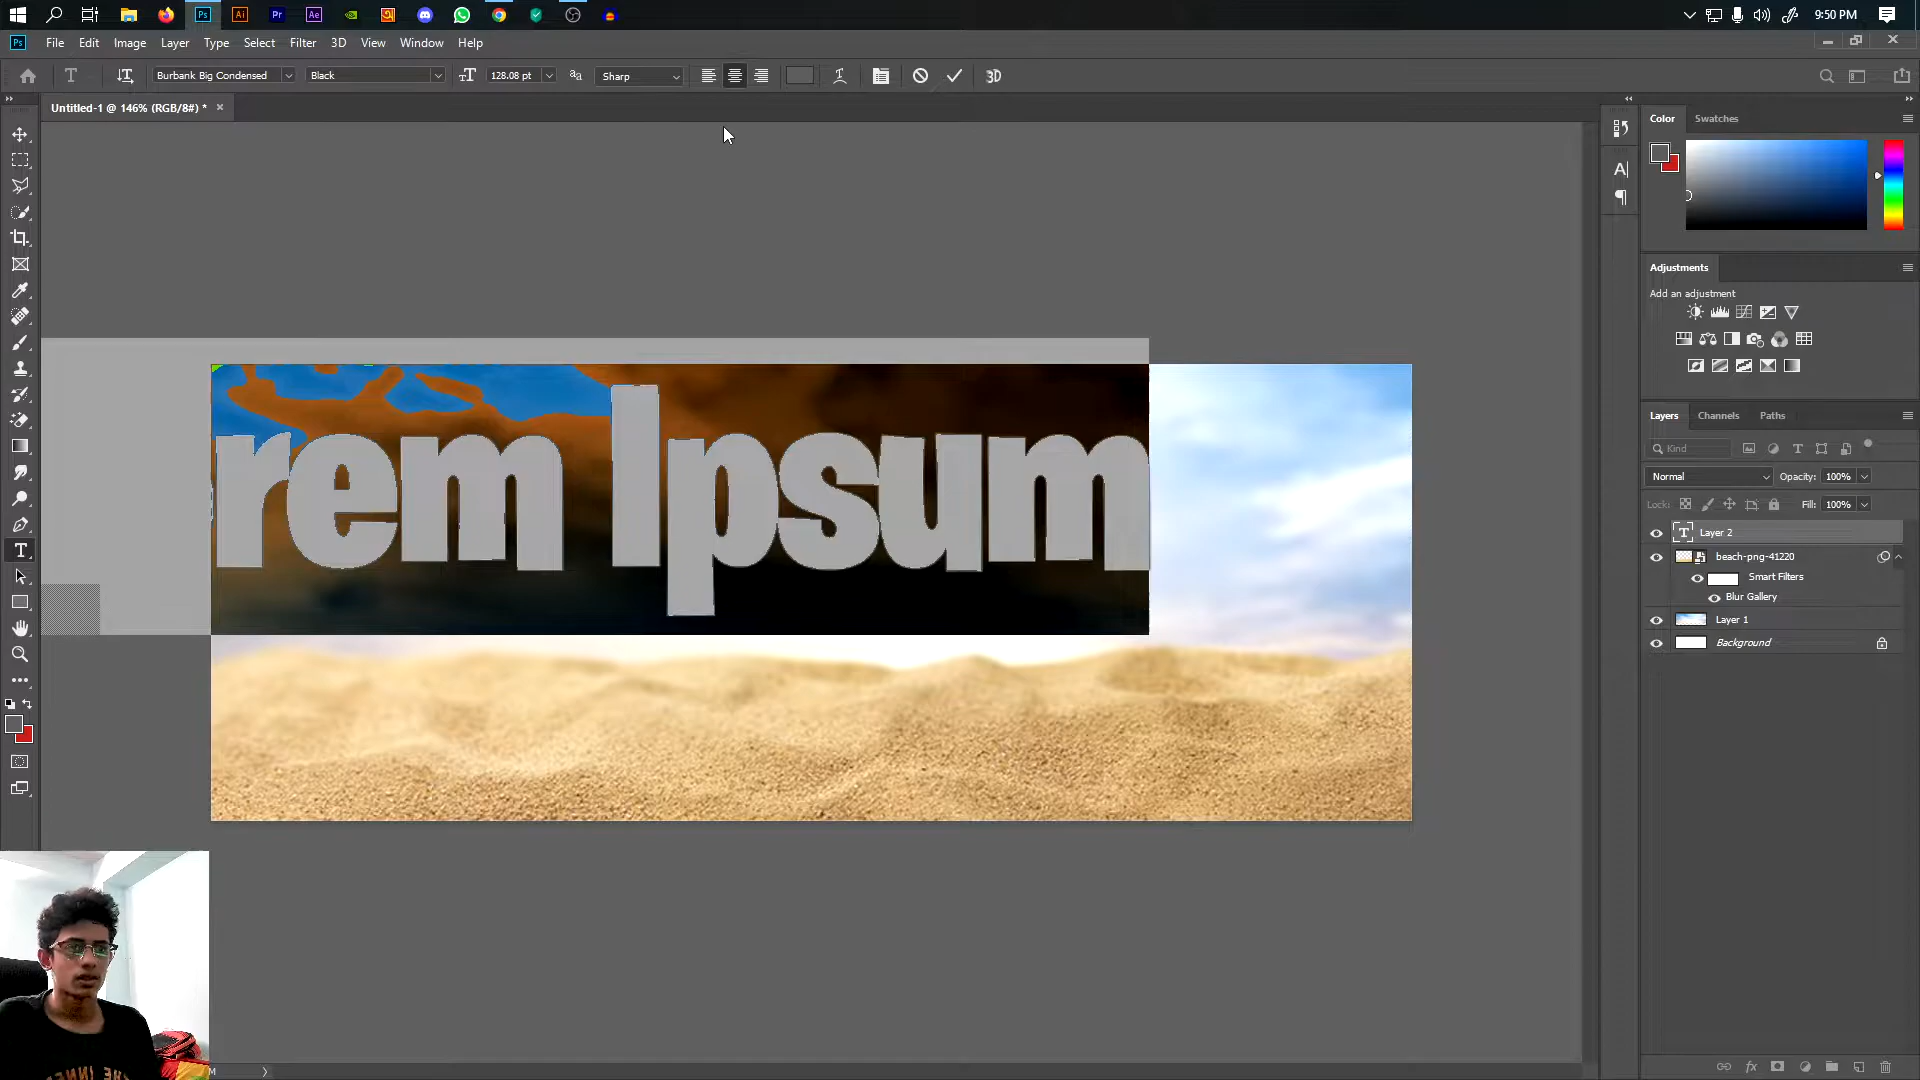 9:50 PM
File Edit Image Layer Type Select Filter 3D View Window Help
Burbank Big Condensed Black 128.08 pt Sharp 3D
Untitled-1 @ 146% (RGB/8#) *
Color Swatches
Adjustments
Add an adjustment
rem Ipsum
Layers Channels Paths
Kind
Normal Opacity: 100%
Lock: Fill: 100%
Layer 2
beach-png-41220
Smart Filters
Blur Gallery
Layer 1
Background